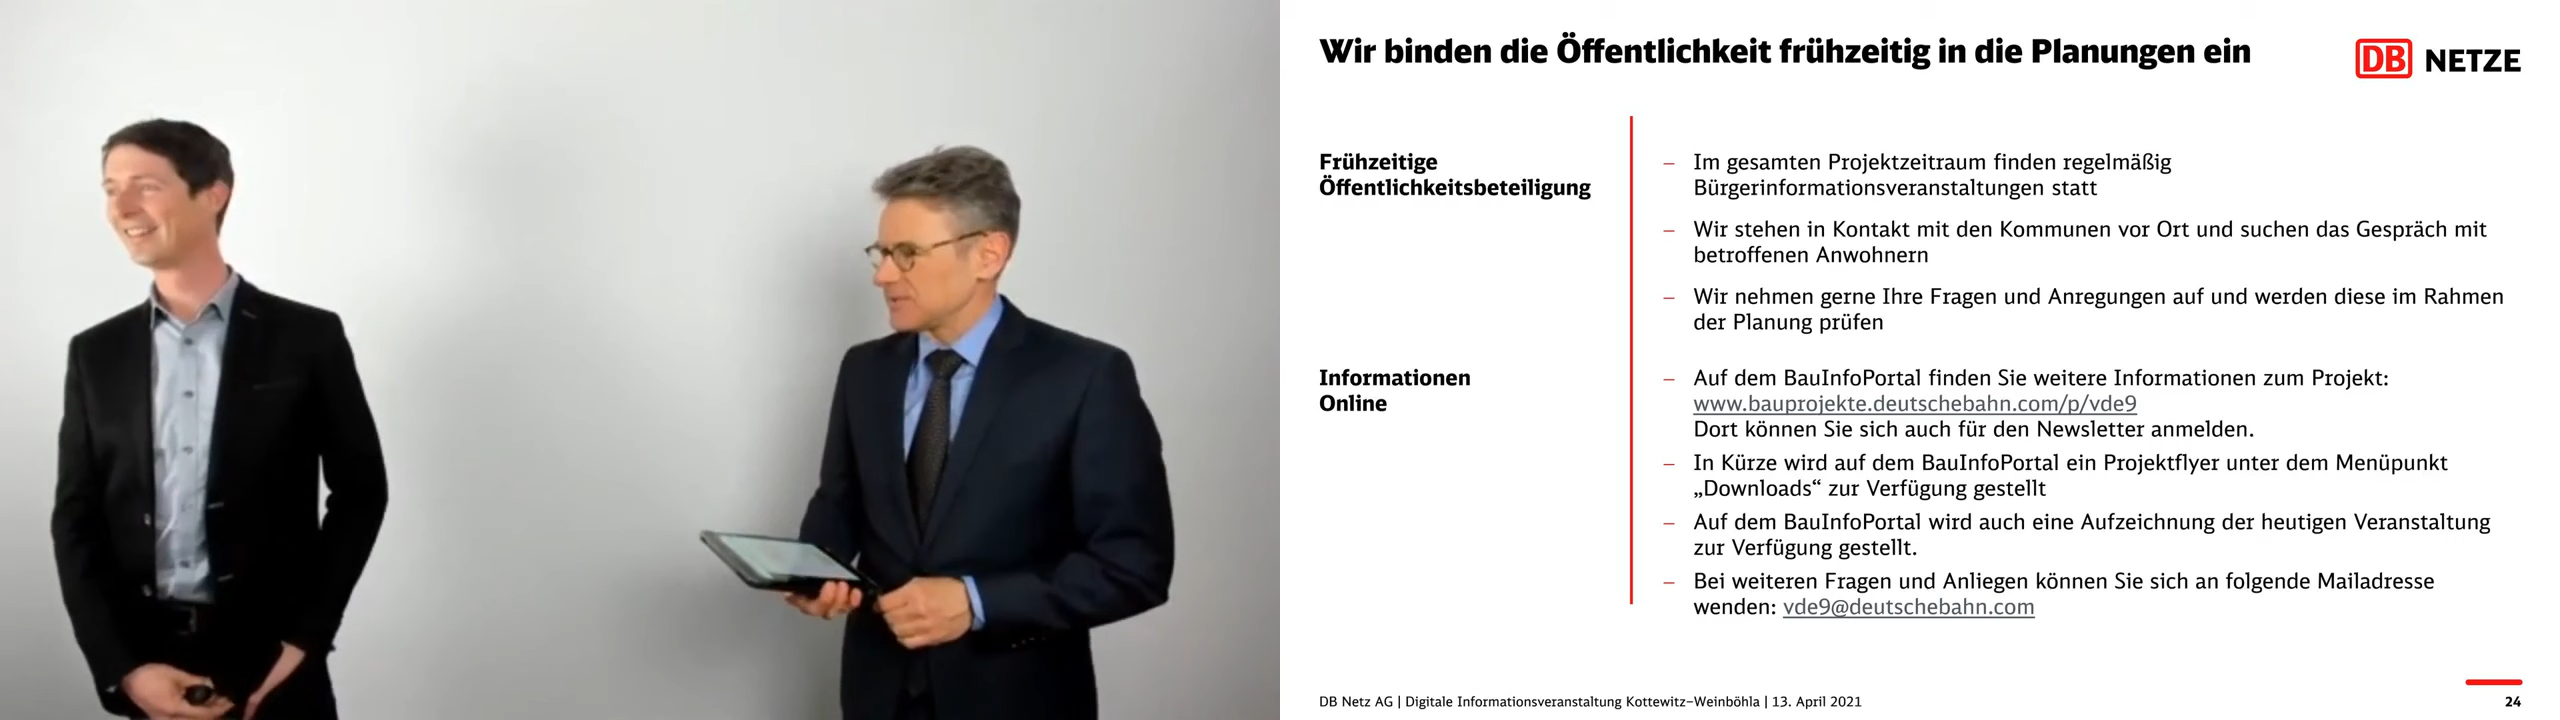 Wir binden die Öffentlichkeit frühzeitig in die Planungen ein
DB NETZE
Frühzeitige
Öffentlichkeitsbeteiligung
– Im gesamten Projektzeitraum finden regelmäßig
Bürgerinformationsveranstaltungen statt
– Wir stehen in Kontakt mit den Kommunen vor Ort und suchen das Gespräch mit
betroffenen Anwohnern
– Wir nehmen gerne Ihre Fragen und Anregungen auf und werden diese im Rahmen
der Planung prüfen
Informationen
Online
– Auf dem BauInfoPortal finden Sie weitere Informationen zum Projekt:
www.bauprojekte.deutschebahn.com/p/vde9
Dort können Sie sich auch für den Newsletter anmelden.
– In Kürze wird auf dem BauInfoPortal ein Projektflyer unter dem Menüpunkt
„Downloads“ zur Verfügung gestellt
– Auf dem BauInfoPortal wird auch eine Aufzeichnung der heutigen Veranstaltung
zur Verfügung gestellt.
– Bei weiteren Fragen und Anliegen können Sie sich an folgende Mailadresse
wenden: vde9@deutschebahn.com
DB Netz AG | Digitale Informationsveranstaltung Kottewitz–Weinböhla | 13. April 2021
24